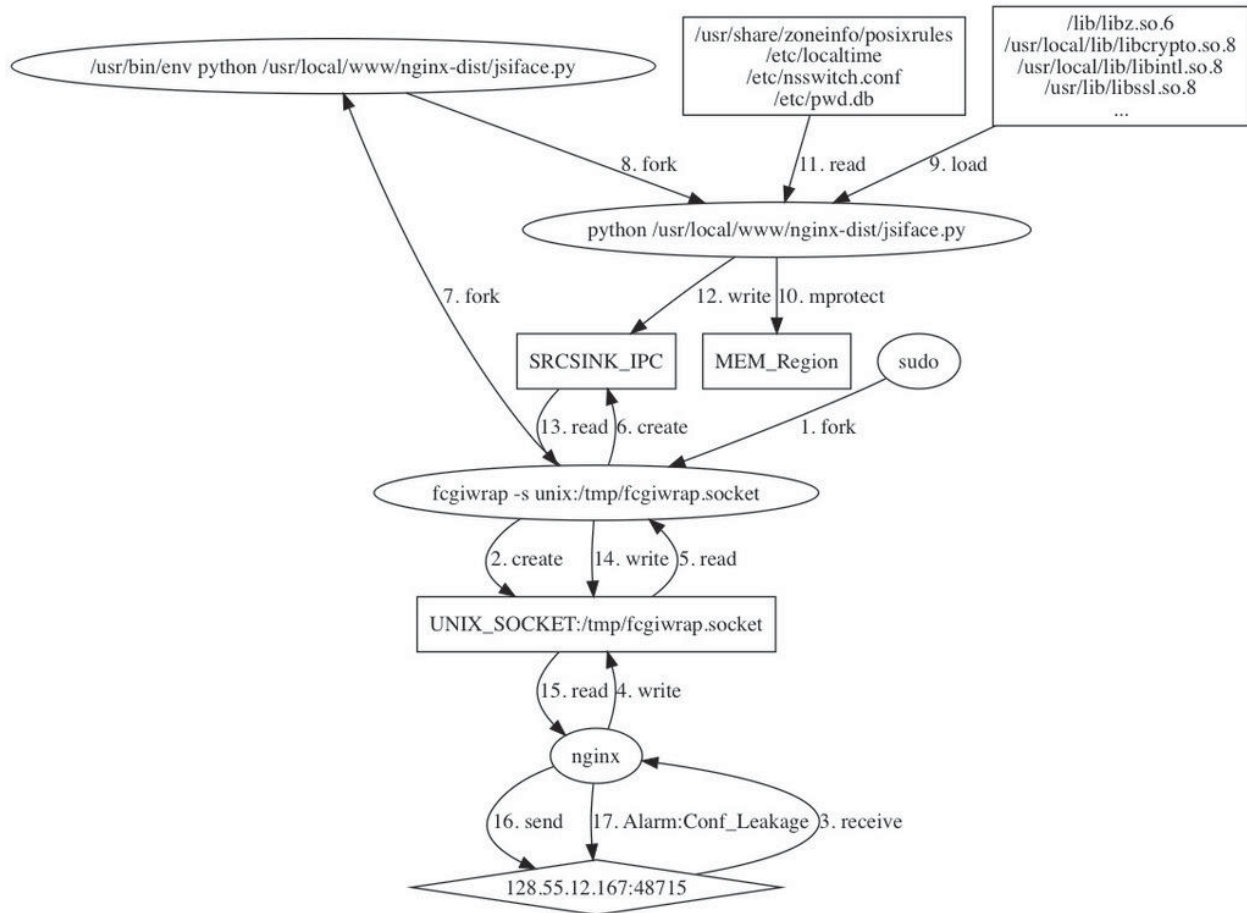 /usr/share/zoneinfo/posixrules
/etc/localtime
/etc/nsswitch.conf
/etc/pwd.db
/lib/libz.so.6
/usr/local/lib/libcrypto.so.8
/usr/local/lib/libintl.so.8
/usr/lib/libssl.so.8
...
/usr/bin/env python /usr/local/www/nginx-dist/jsiface.py
8. fork
11. read
9. load
python /usr/local/www/nginx-dist/jsiface.py
7. fork
12. write
10. mprotect
SRCSINK_IPC
MEM_Region
sudo
13. read
6. create
1. fork
fcgiwrap -s unix:/tmp/fcgiwrap.socket
2. create
14. write
5. read
UNIX_SOCKET:/tmp/fcgiwrap.socket
15. read
4. write
nginx
16. send
17. Alarm:Conf_Leakage
3. receive
128.55.12.167:48715